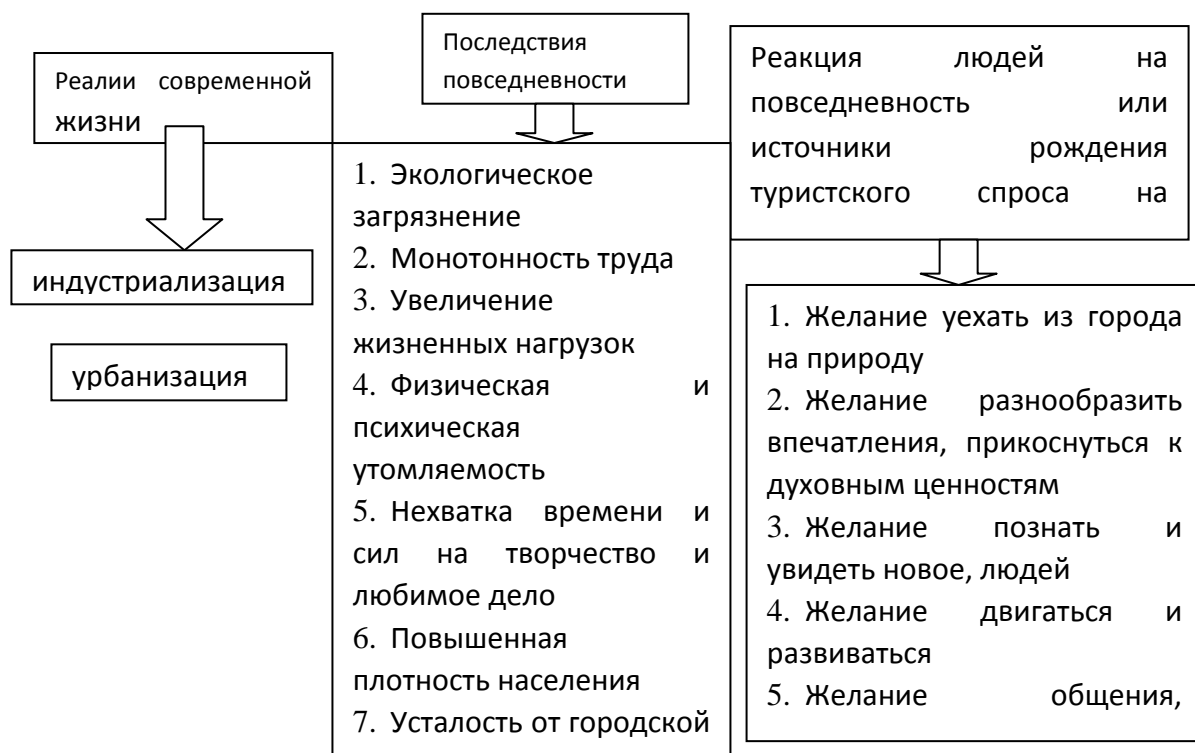 Реалии современной
жизни
индустриализация
урбанизация
Последствия
повседневности
1. Экологическое
загрязнение
2. Монотонность труда
3. Увеличение
жизненных нагрузок
4. Физическая и
психическая
утомляемость
5. Нехватка времени и
сил на творчество и
любимое дело
6. Повышенная
плотность населения
7. Усталость от городской
Реакция людей на
повседневность или
источники рождения
туристского спроса на
1. Желание уехать из города
на природу
2. Желание разнообразить
впечатления, прикоснуться к
духовным ценностям
3. Желание познать и
увидеть новое, людей
4. Желание двигаться и
развиваться
5. Желание общения,